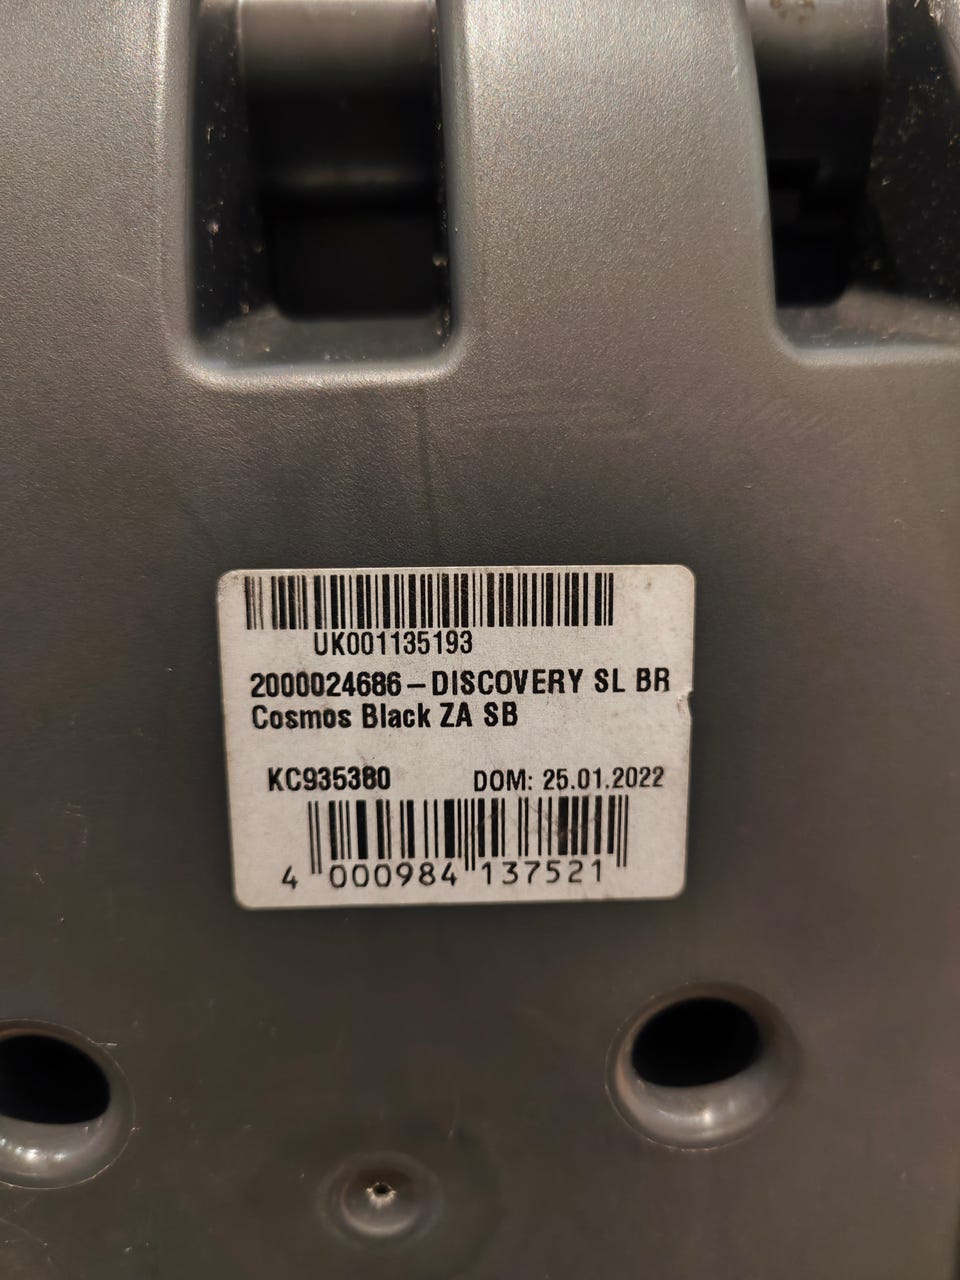 UK001135193
2000024686-DISCOVERY SL BR
Cosmos Black ZA SB
KC935380 DOM: 25.01.2022
4 000984 137521